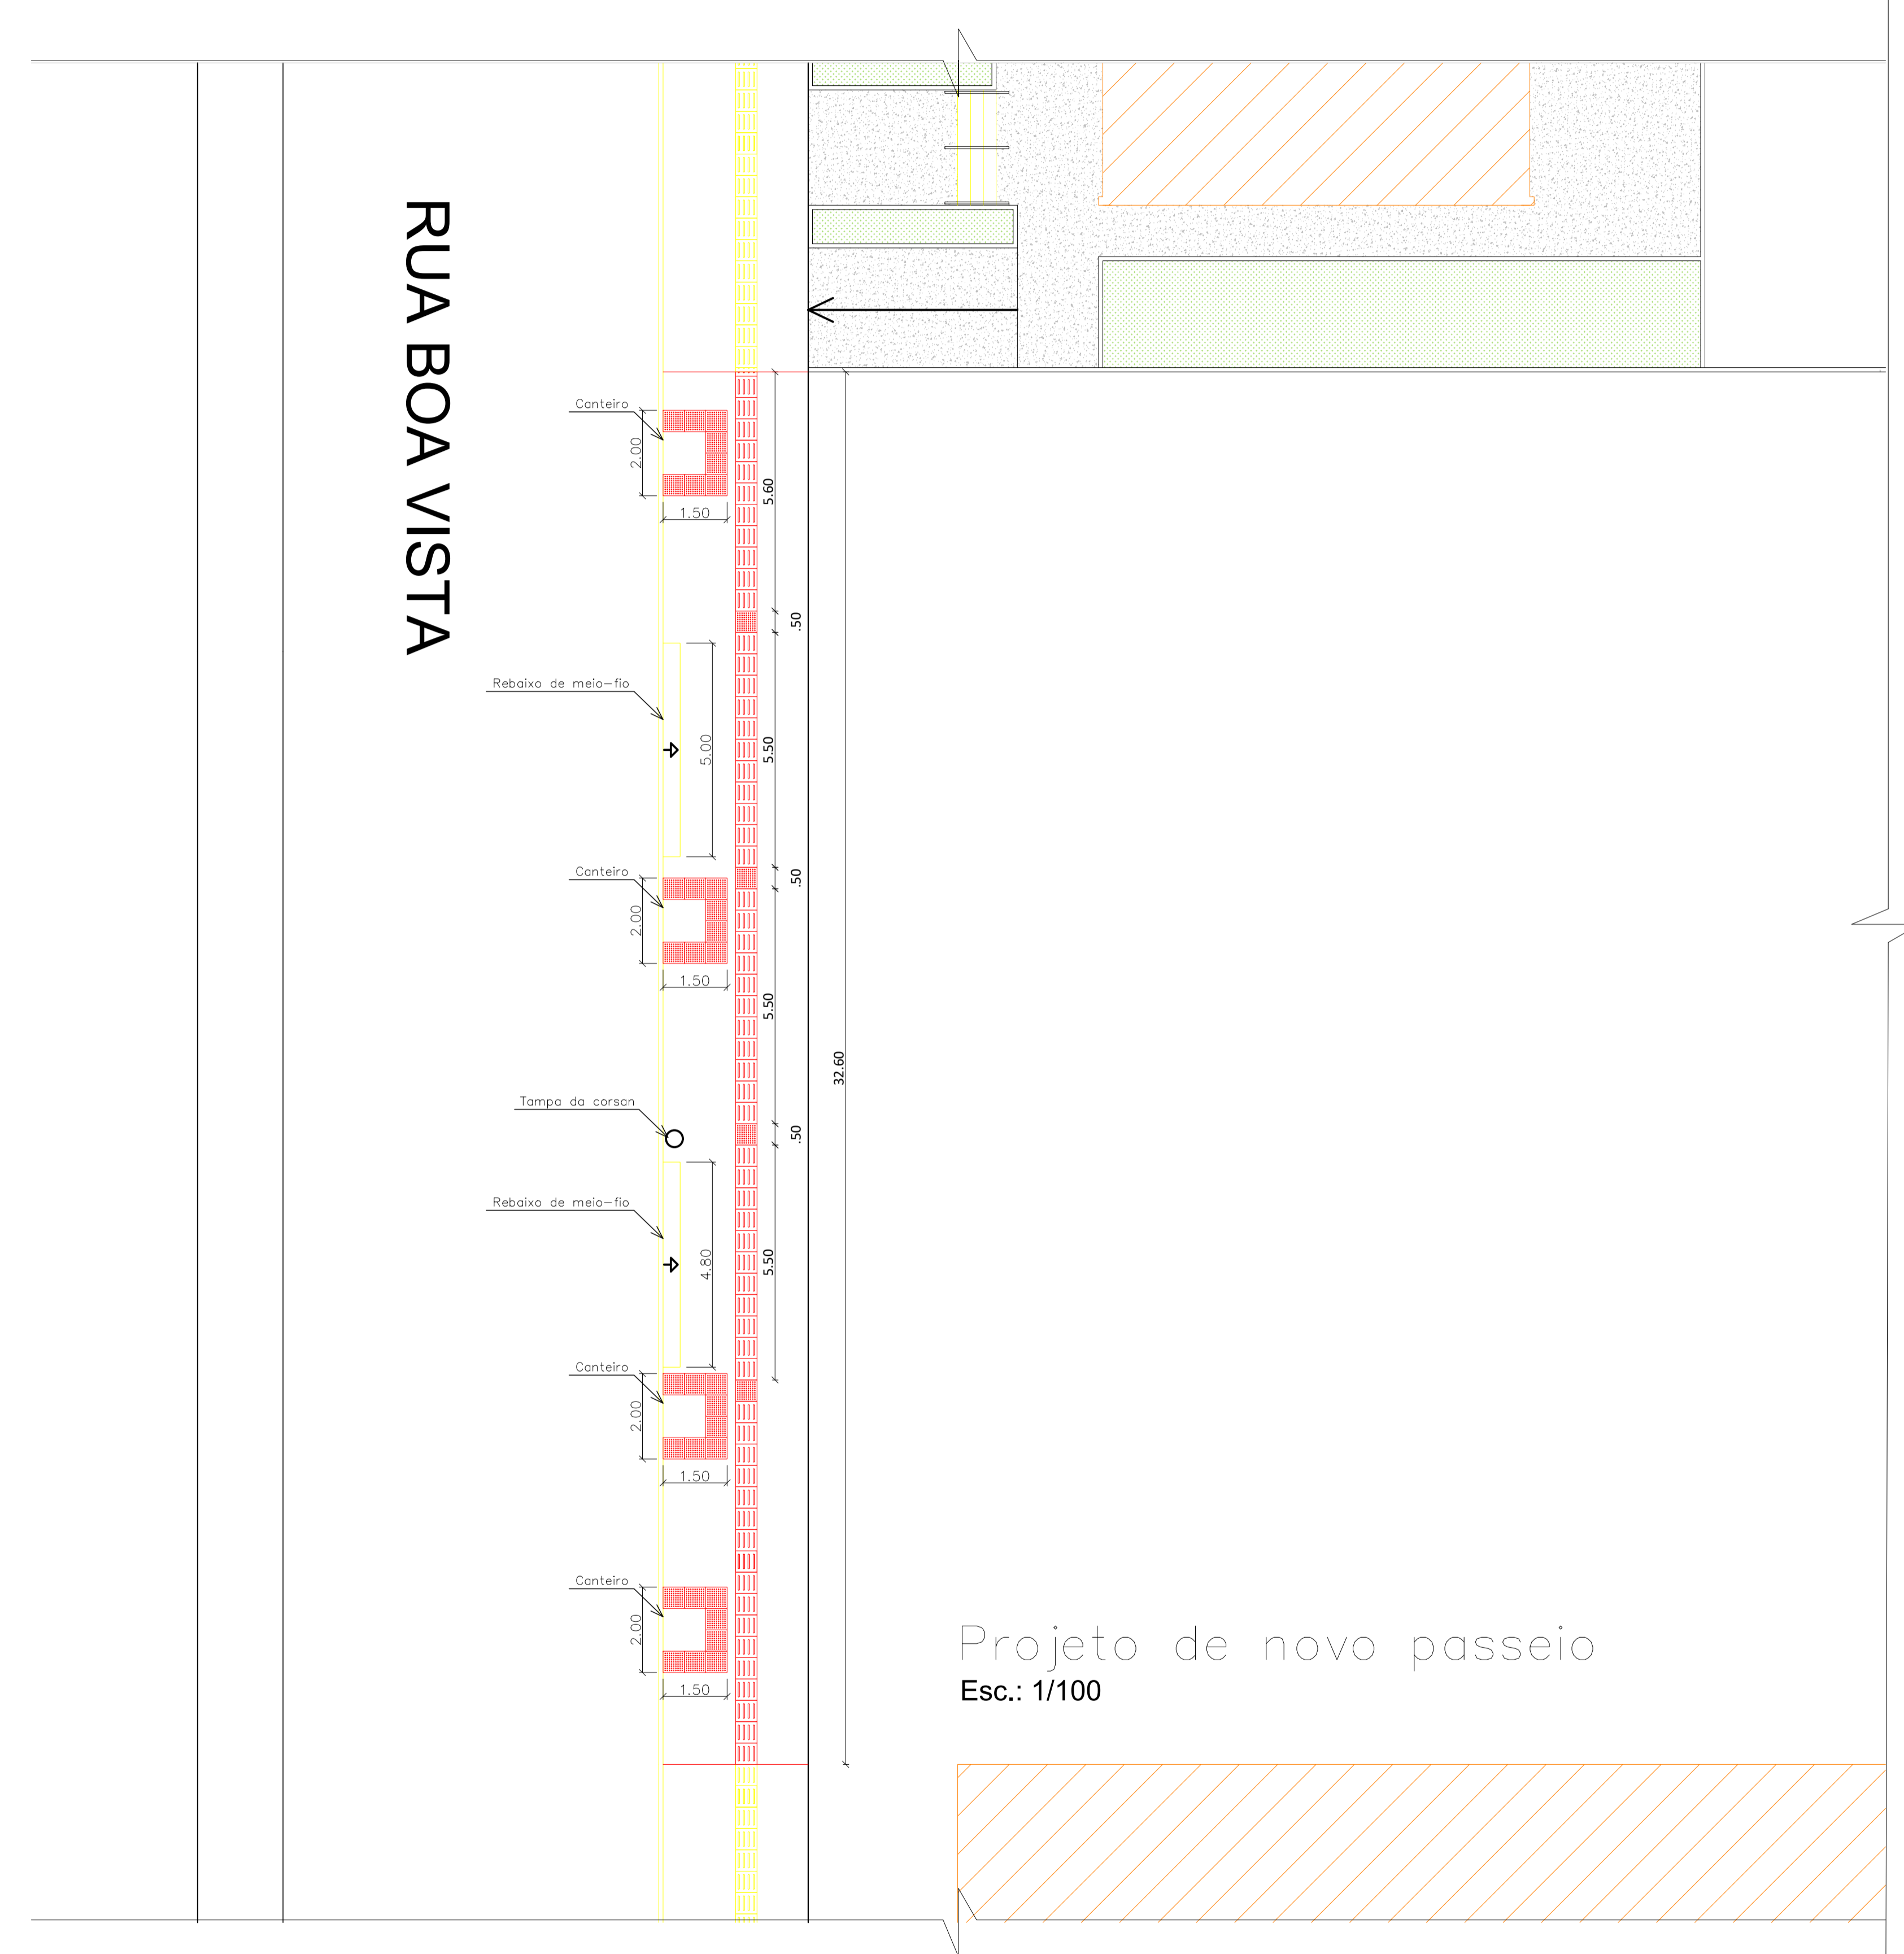 RUA BOA VISTA
Canteiro
2.00
1.50
5.60
.50
Rebaixo de meio-fio
5.00
5.50
.50
Canteiro
2.00
1.50
5.50
32.60
Tampa da corsan
.50
Rebaixo de meio-fio
4.80
5.50
Canteiro
2.00
1.50
Canteiro
2.00
1.50
Projeto de novo passeio
Esc.: 1/100